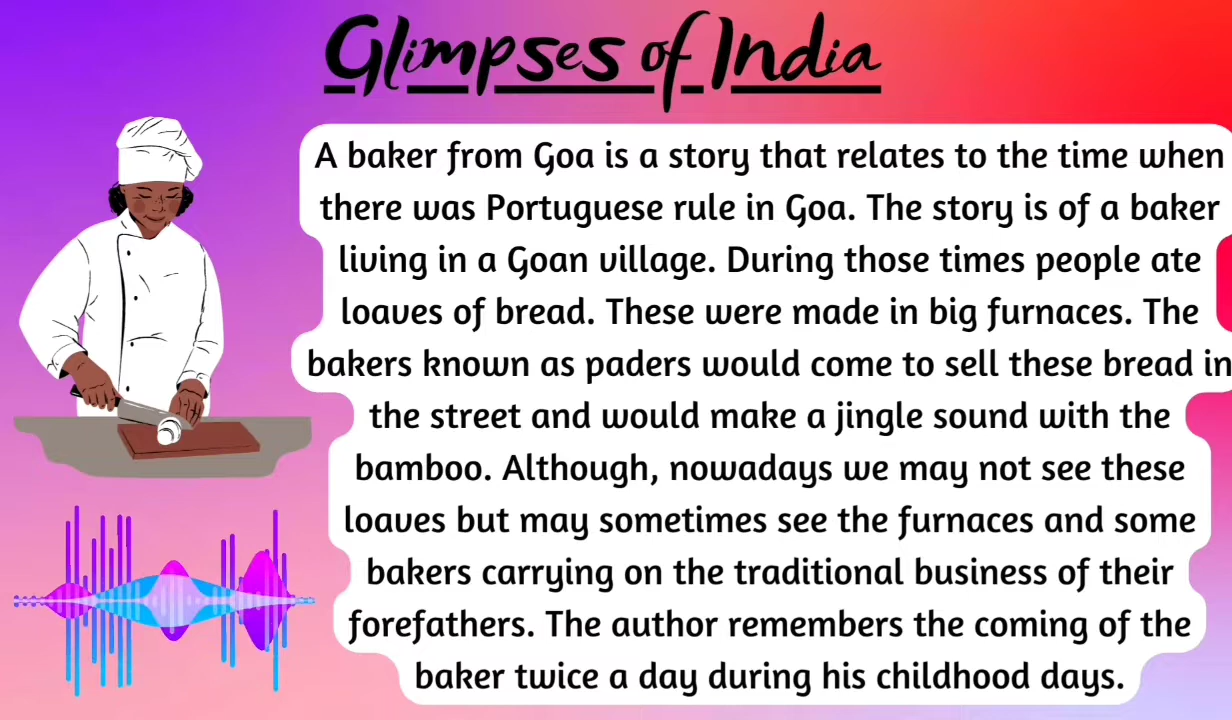 Glimpses of India
A baker from Goa is a story that relates to the time when
there was Portuguese rule in Goa. The story is of a baker
living in a Goan village. During those times people ate
loaves of bread. These were made in big furnaces. The
bakers known as paders would come to sell these bread in
the street and would make a jingle sound with the
bamboo. Although, nowadays we may not see these
loaves but may sometimes see the furnaces and some
bakers carrying on the traditional business of their
forefathers. The author remembers the coming of the
baker twice a day during his childhood days.